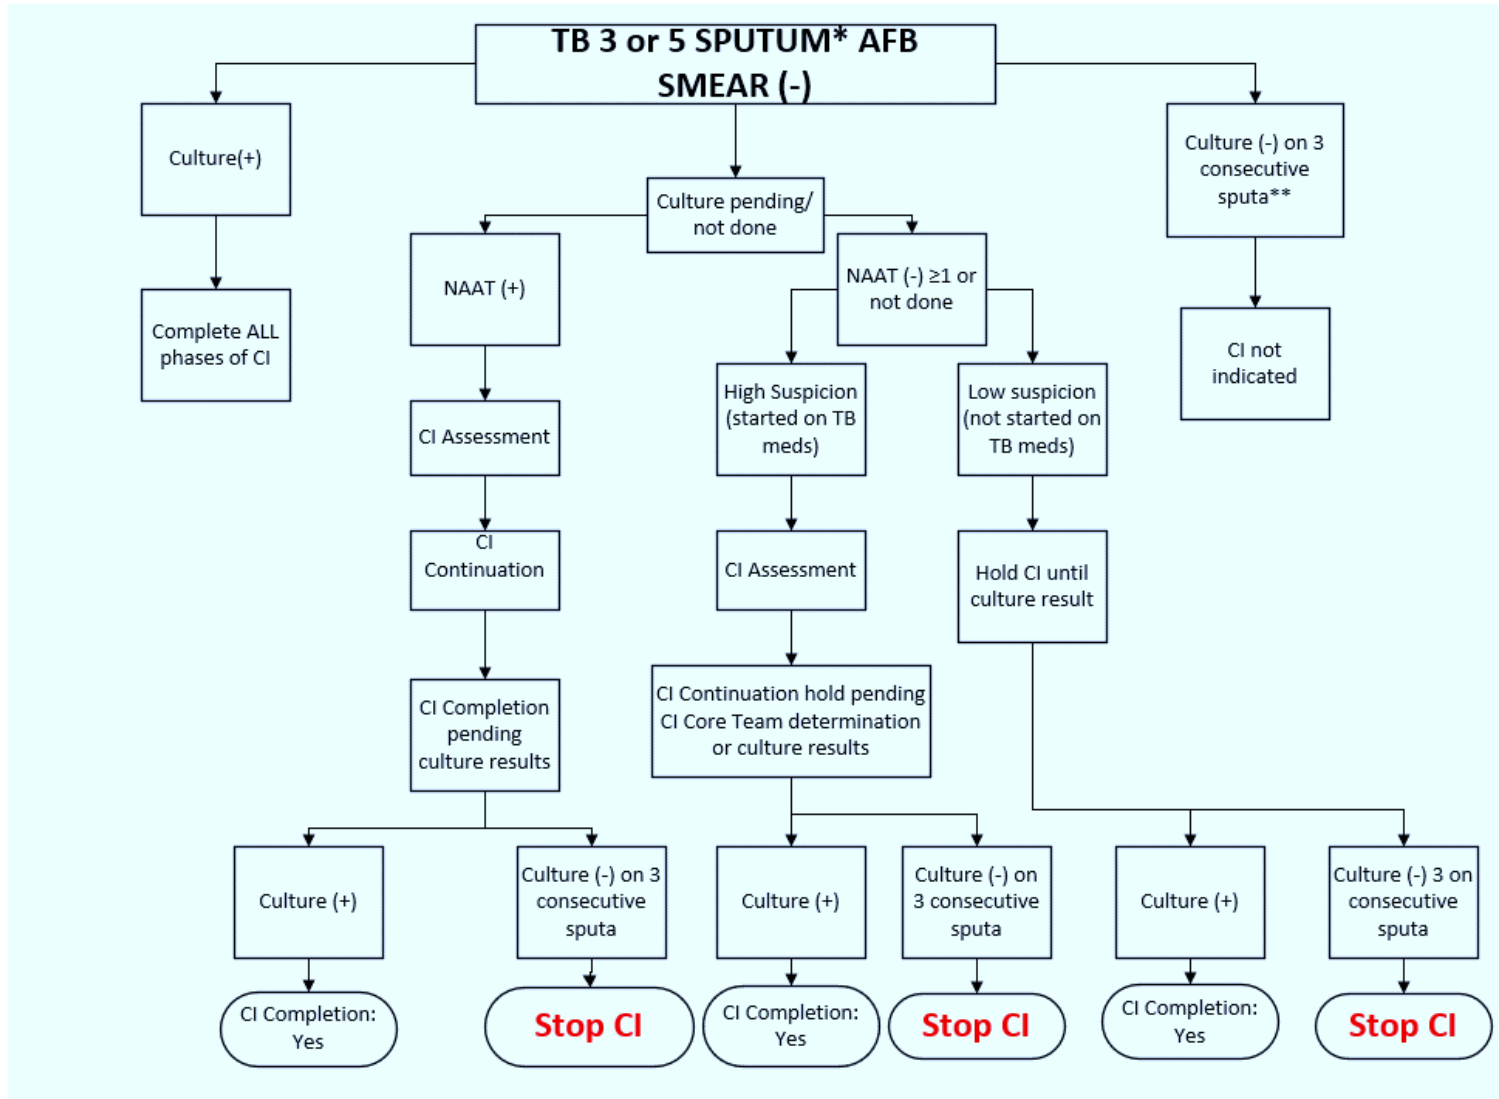 TB 3 or 5 SPUTUM* AFB
SMEAR (-)
Culture(+)
Complete ALL
phases of CI
Culture pending/
not done
NAAT (+)
CI Assessment
CI
Continuation
CI Completion
pending
culture results
Culture (+)
CI Completion:
Yes
Culture (-) on 3
consecutive
sputa
Stop CI
NAAT (-) ≥1 or
not done
High Suspicion
(started on TB
meds)
CI Assessment
CI Continuation hold pending
CI Core Team determination
or culture results
Culture (+)
CI Completion:
Yes
Culture (-) on
3 consecutive
sputa
Stop CI
Low suspicion
(not started on
TB meds)
Hold CI until
culture result
Culture (+)
CI Completion:
Yes
Culture (-) 3 on
consecutive
sputa
Stop CI
Culture (-) on 3
consecutive
sputa**
CI not
indicated